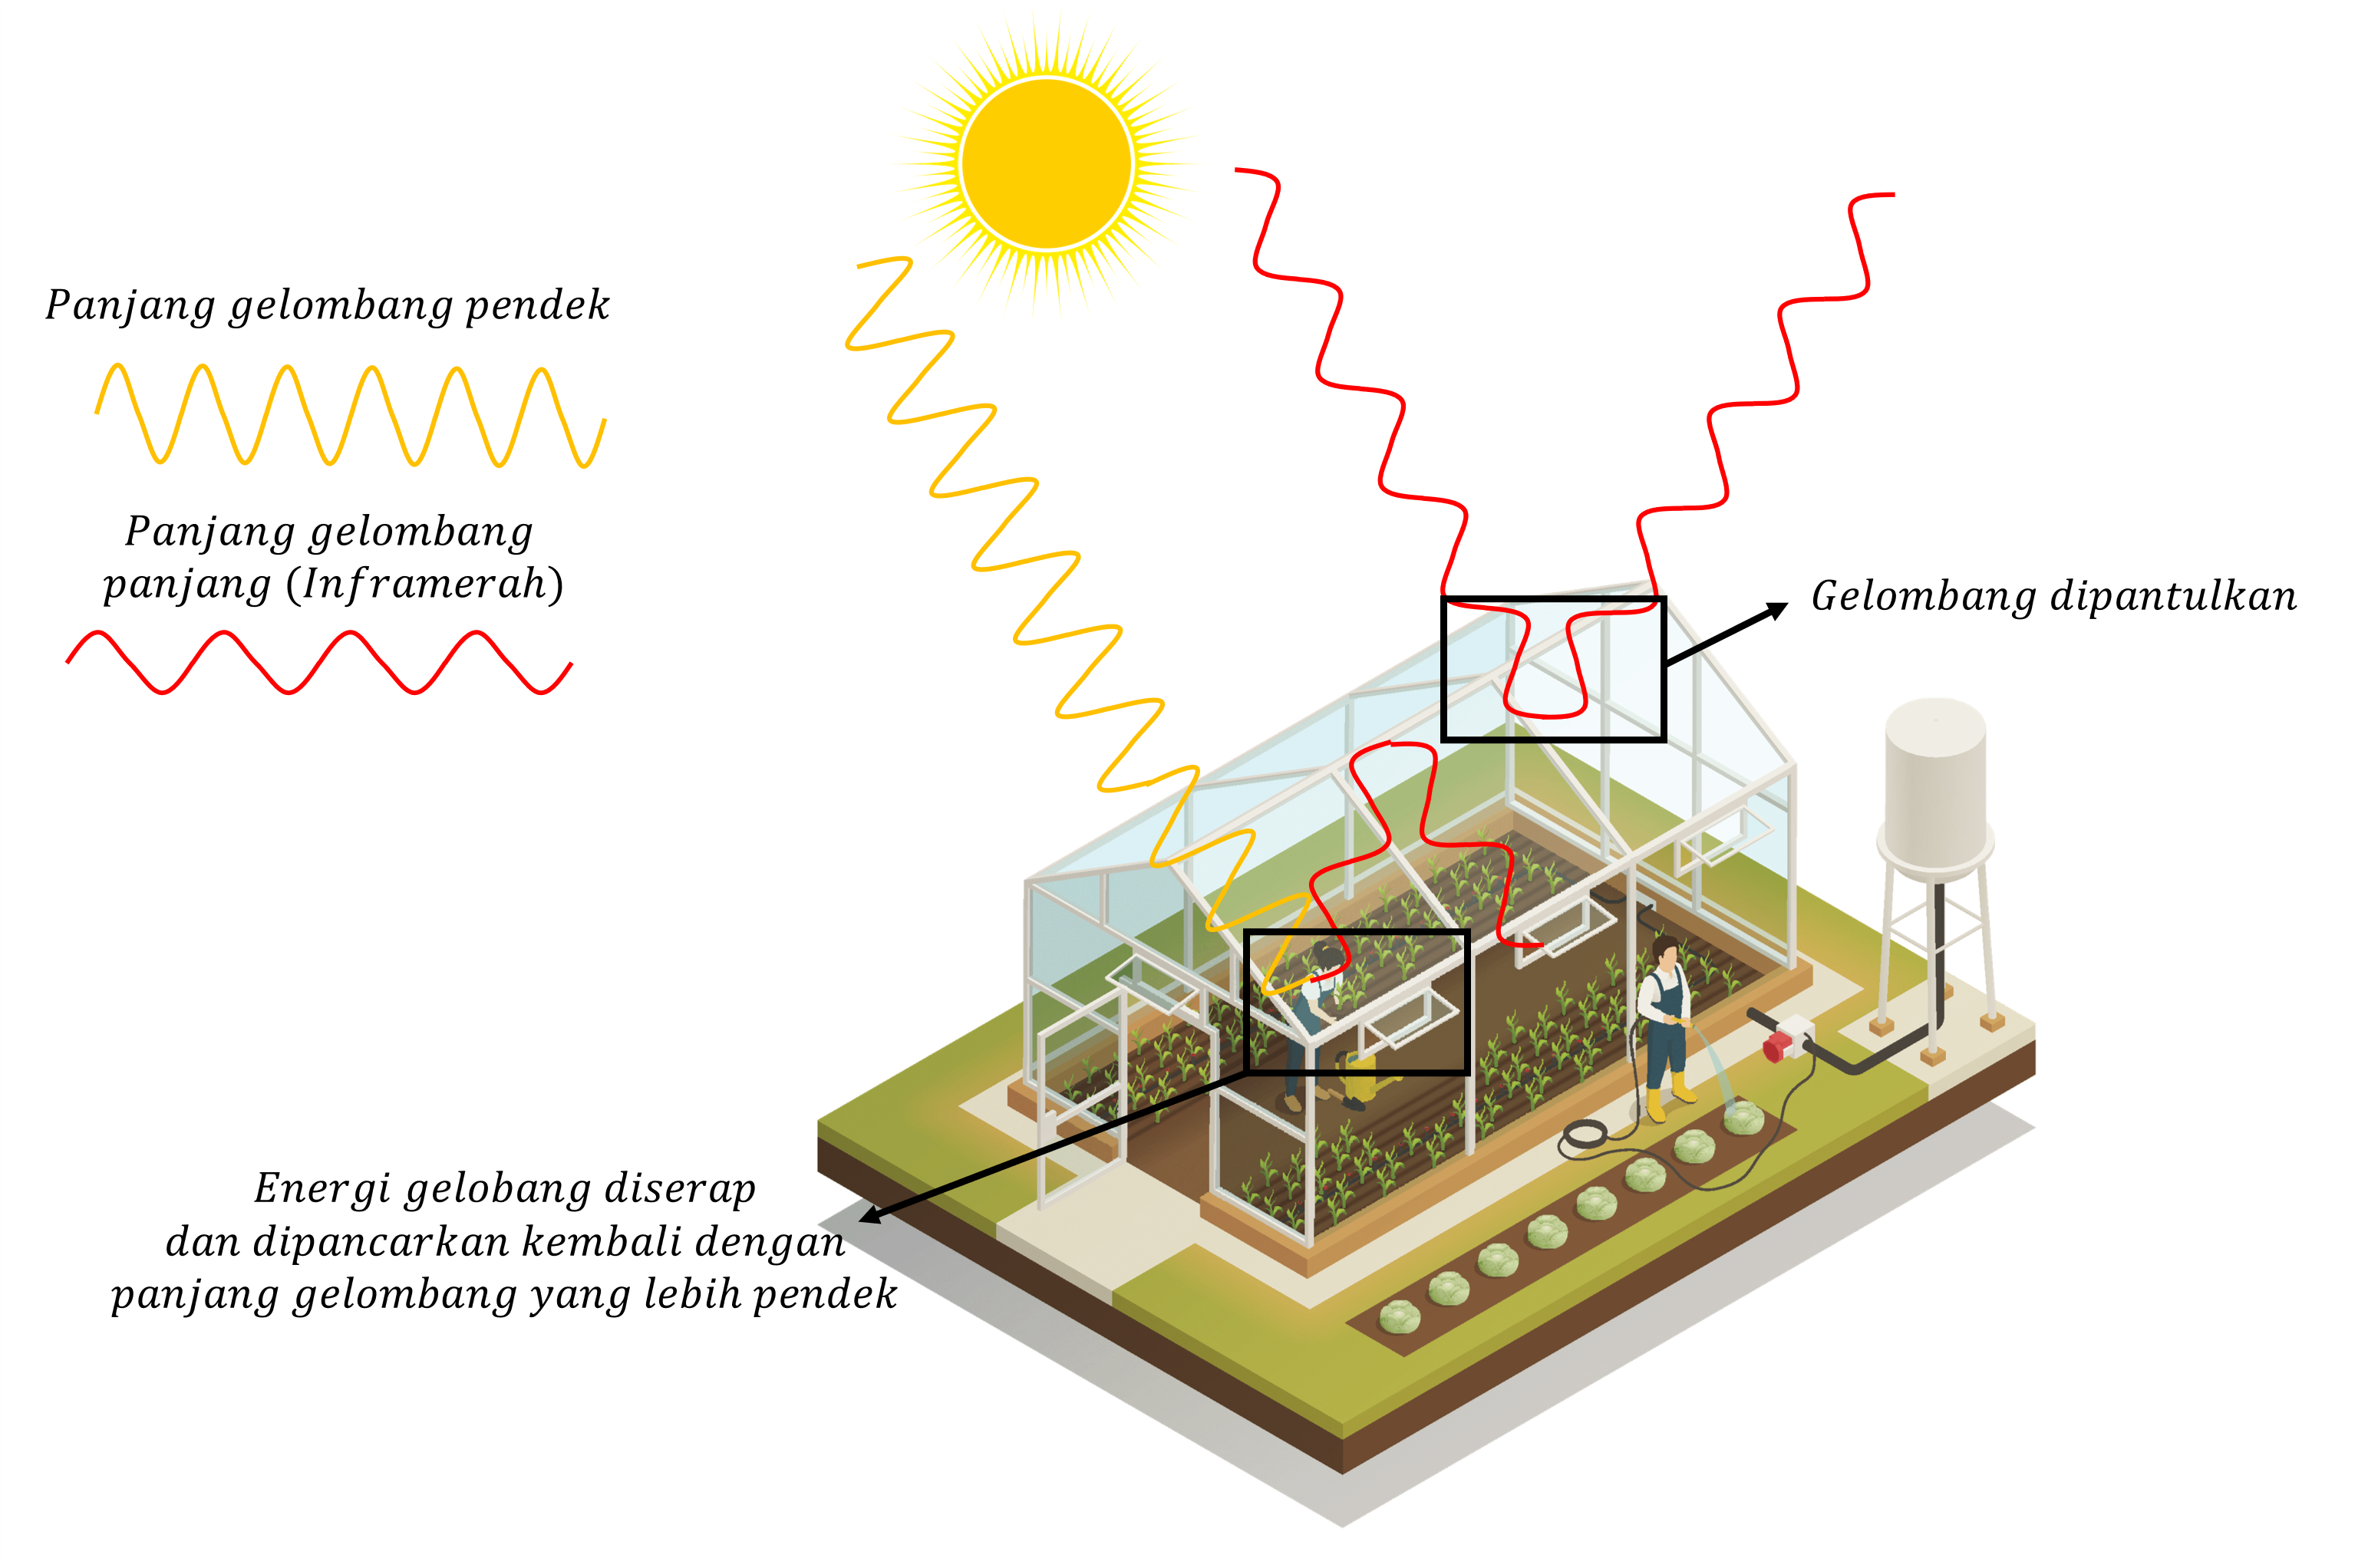 Panjang gelombang pendek
Panjang gelombang
panjang (Inframerah)
Gelombang dipantulkan
Energi gelobang diserap
dan dipancarkan kembali dengan
panjang gelombang yang lebih pendek